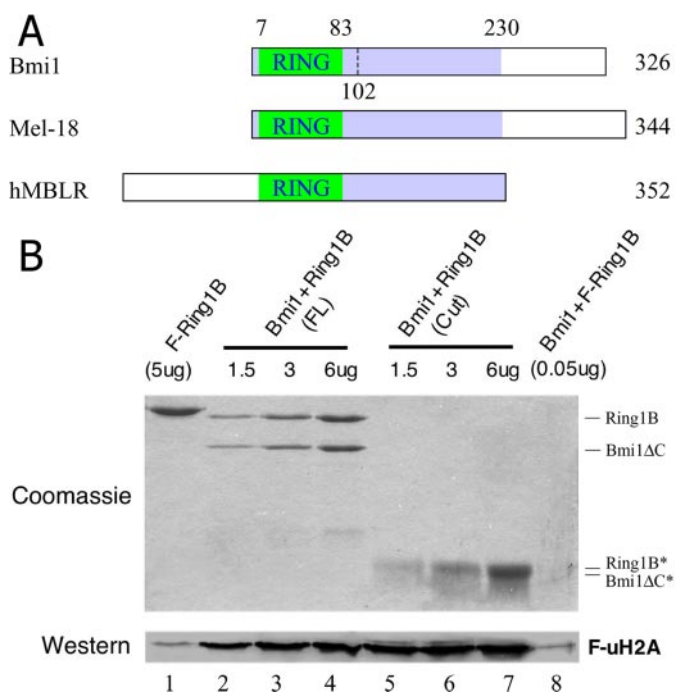 A
7 83 230
Bmi1 RING 326
102
Mel-18 RING 344
hMBLR RING 352
B
F-Ring1B
Bmi1+Ring1B
(FL)
Bmi1+Ring1B
(Cut)
Bmi1+F-Ring1B
(5ug) 1.5 3 6ug 1.5 3 6ug (0.05ug)
Ring1B
Bmi1ΔC
Coomassie
Ring1B*
Bmi1ΔC*
Western F-uH2A
1 2 3 4 5 6 7 8